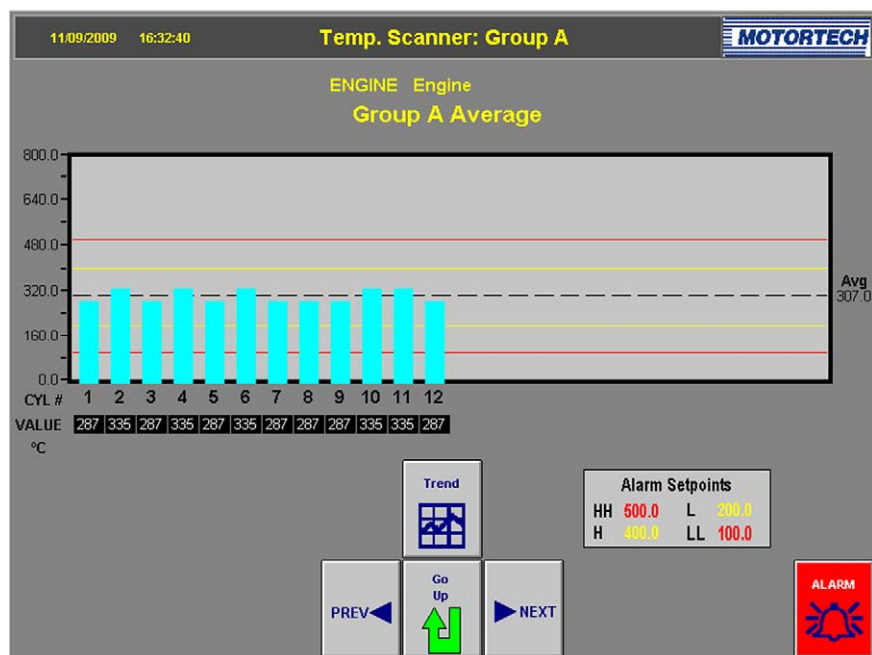 11/09/2009 16:32:40 Temp. Scanner: Group A MOTORTECH
ENGINE Engine
Group A Average
800.0
640.0
480.0
320.0
160.0
0.0
Avg
307.0
CYL # 1 2 3 4 5 6 7 8 9 10 11 12
VALUE 287 335 287 335 287 335 287 287 287 335 335 287
°C
Trend
Alarm Setpoints
HH 500.0 L 200.0
H 400.0 LL 100.0
PREV
Go
Up
NEXT
ALARM